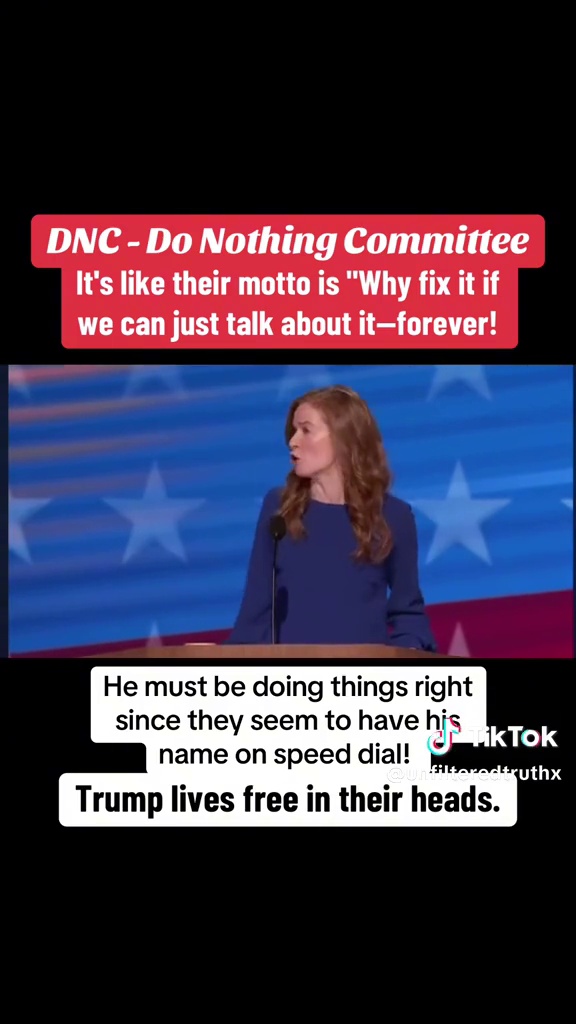 DNC - Do Nothing Committee
It's like their motto is "Why fix it if
we can just talk about it—forever!
He must be doing things right
since they seem to have his
name on speed dial!
TikTok
@unfilteredtruthx
Trump lives free in their heads.